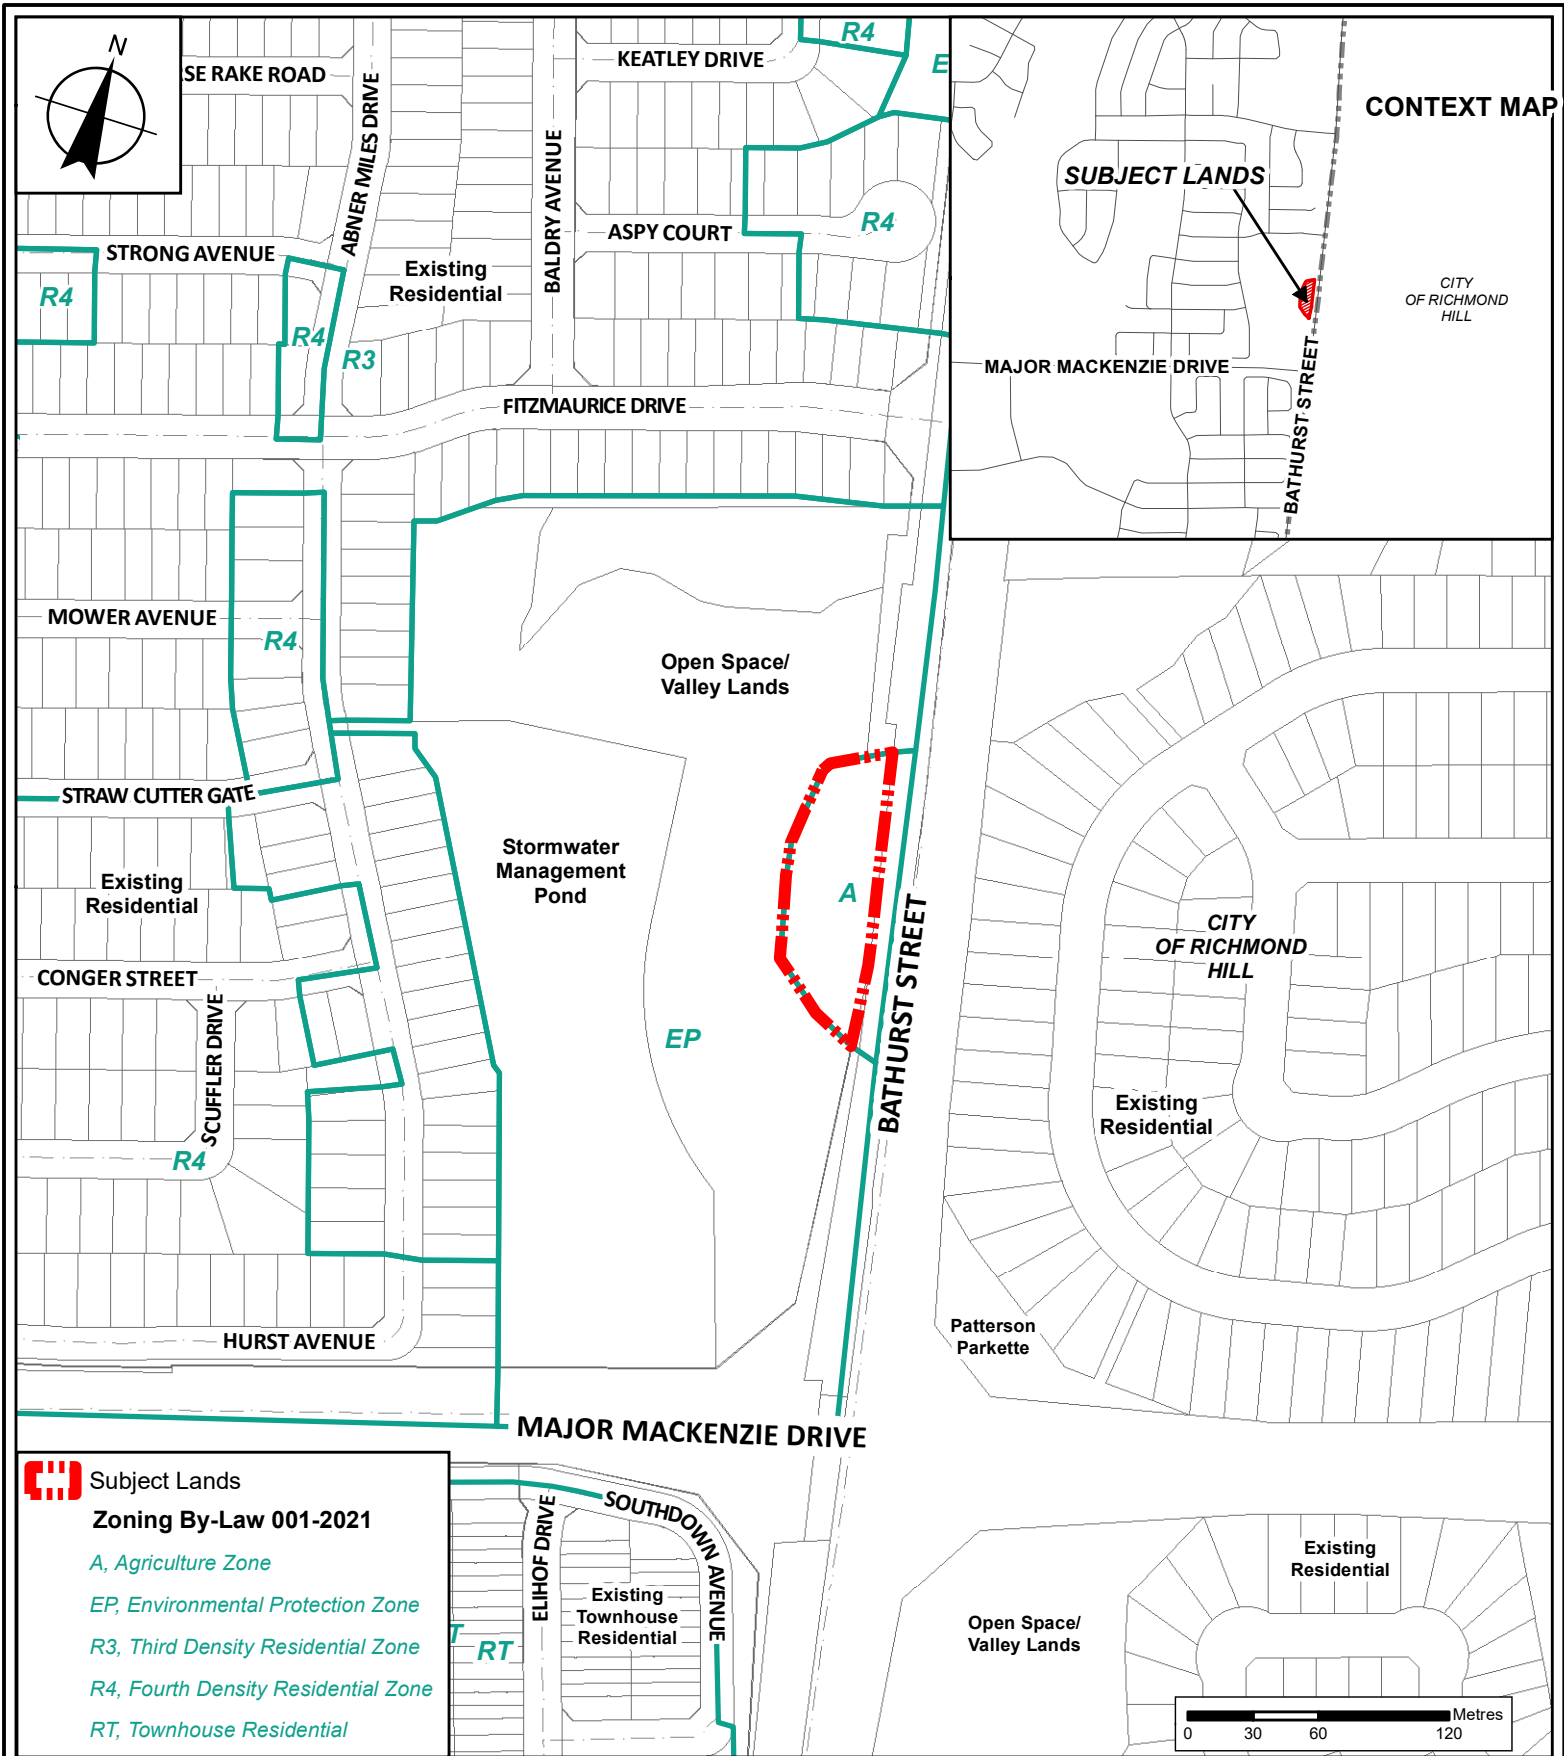 N
RSE RAKE ROAD
KEATLEY DRIVE
R4
E
CONTEXT MAP
SUBJECT LANDS
CITY
OF RICHMOND
HILL
MAJOR MACKENZIE DRIVE
BATHURST STREET
ABNER MILES DRIVE
BALDRY AVENUE
ASPY COURT
R4
STRONG AVENUE
Existing
Residential
R4
R4
R3
FITZMAURICE DRIVE
MOWER AVENUE
R4
Open Space/
Valley Lands
STRAW CUTTER GATE
Stormwater
Management
Pond
Existing
Residential
A
BATHURST STREET
CITY
OF RICHMOND
HILL
CONGER STREET
SCUFFLER DRIVE
EP
Existing
Residential
R4
HURST AVENUE
Patterson
Parkette
MAJOR MACKENZIE DRIVE
Subject Lands
Zoning By-Law 001-2021
A, Agriculture Zone
EP, Environmental Protection Zone
R3, Third Density Residential Zone
R4, Fourth Density Residential Zone
RT, Townhouse Residential
T
RT
ELIHOF DRIVE
SOUTHDOWN AVENUE
Existing
Townhouse
Residential
Open Space/
Valley Lands
Existing
Residential
Metres
0 30 60 120